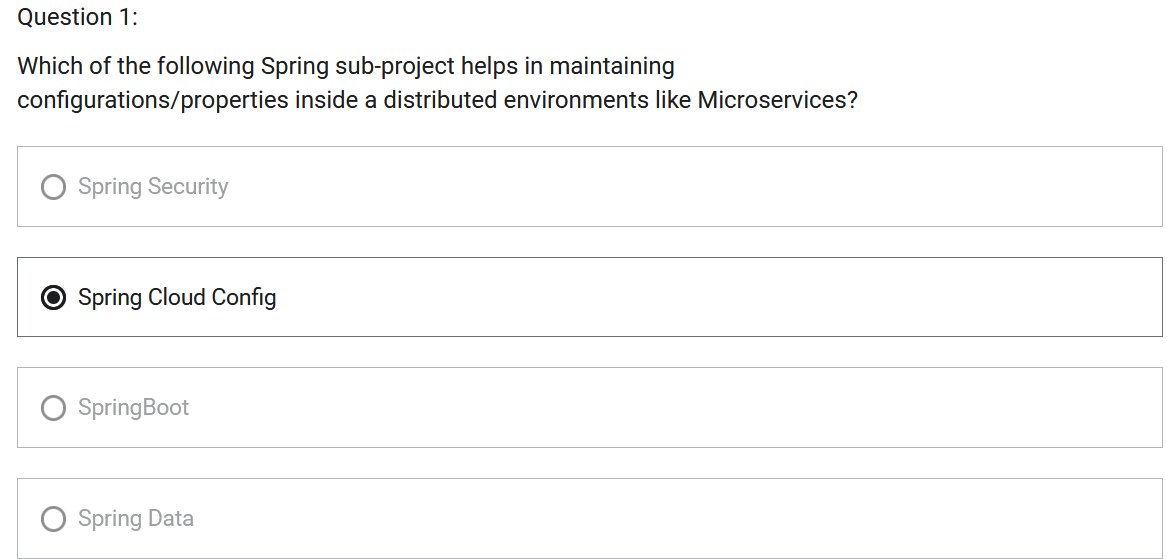 Question 1:
Which of the following Spring sub-project helps in maintaining
configurations/properties inside a distributed environments like Microservices?
Spring Security
Spring Cloud Config
SpringBoot
Spring Data